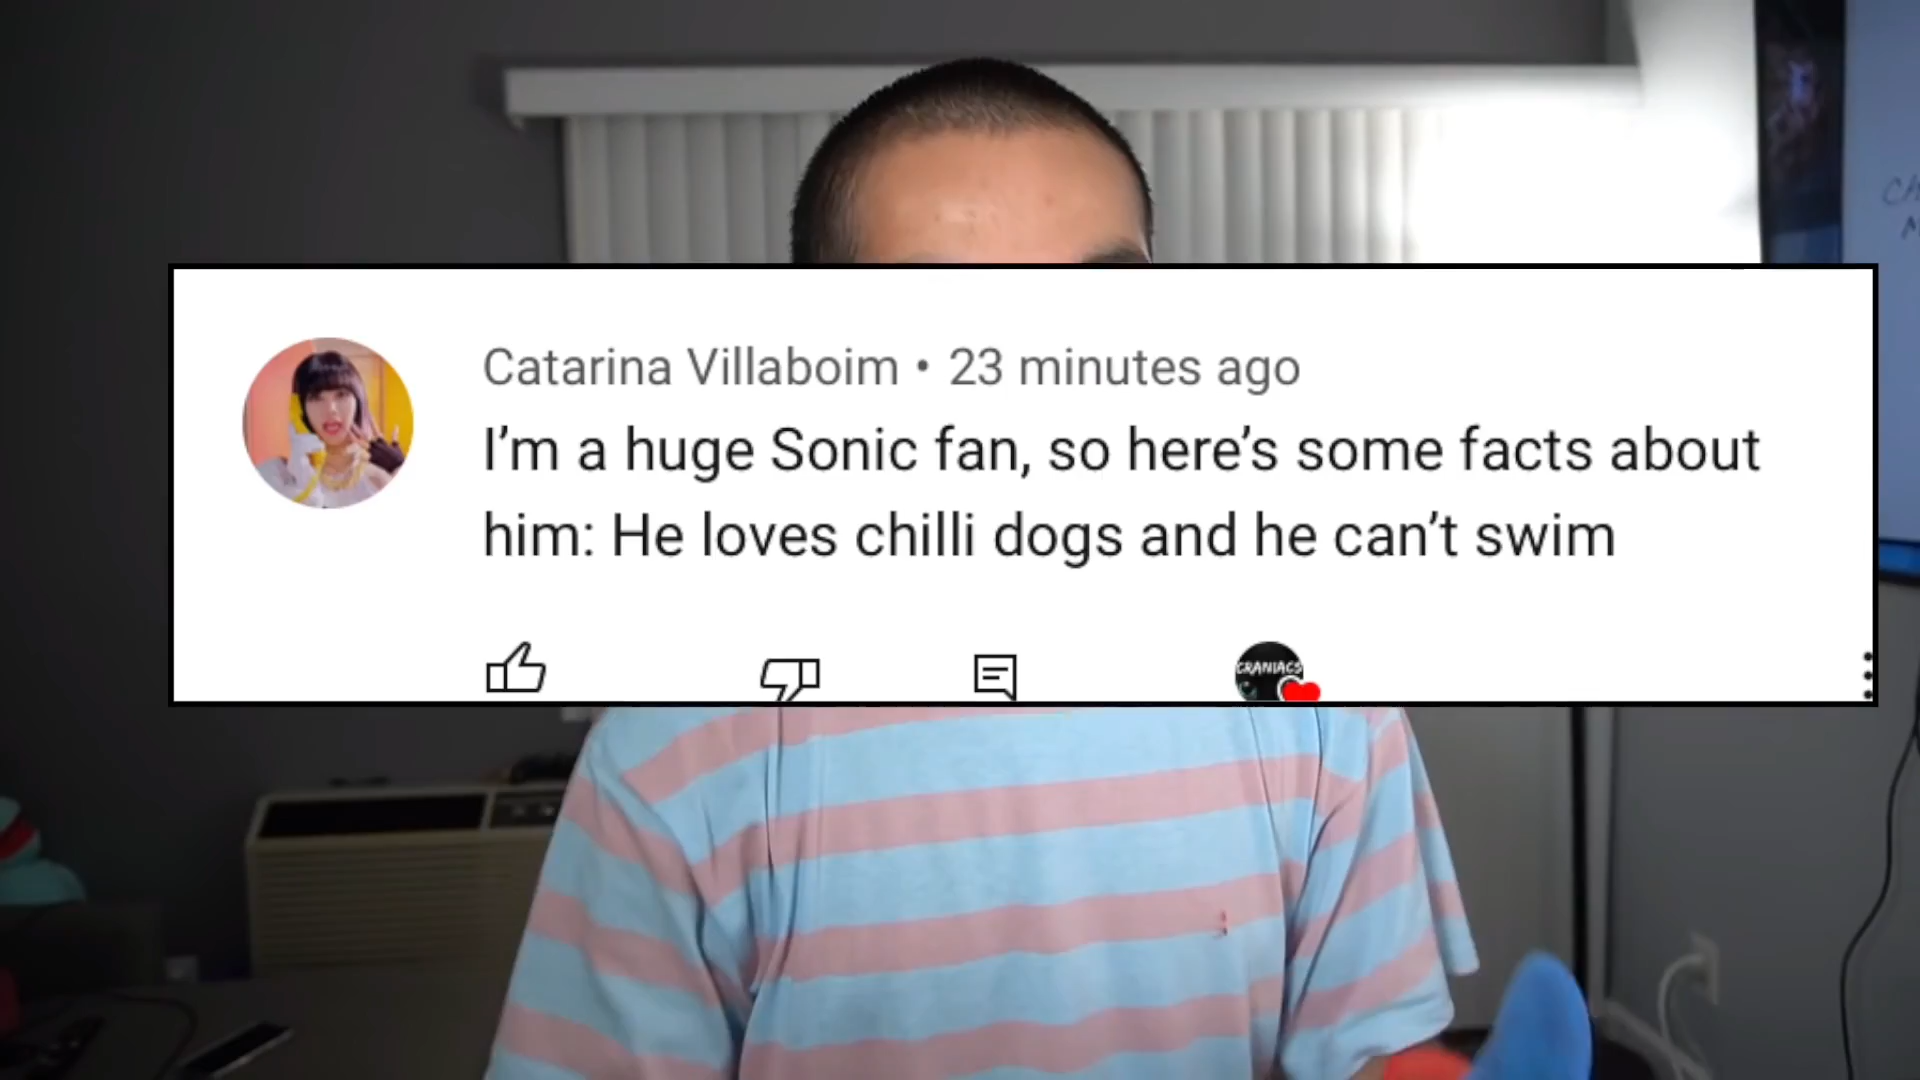 Catarina Villaboim • 23 minutes ago
I’m a huge Sonic fan, so here’s some facts about
him: He loves chilli dogs and he can’t swim
CRANIACS